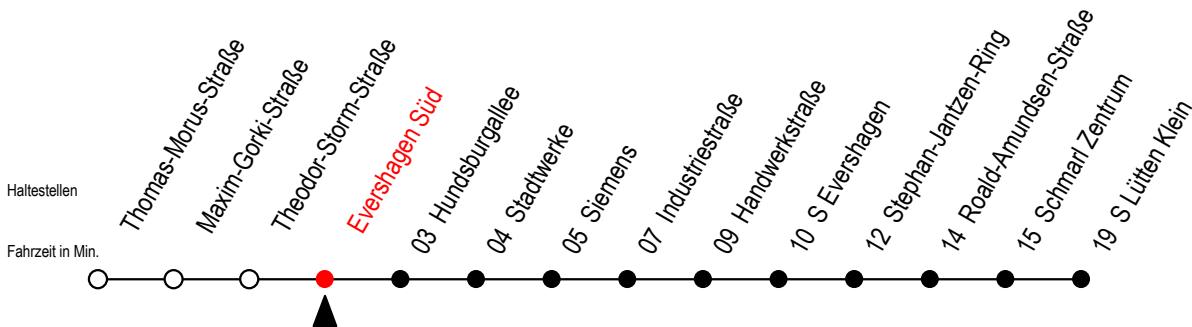 Haltestellen
Fahrzeit in Min.
Thomas-Morus-Straße
Maxim-Gorki-Straße
Theodor-Storm-Straße
Evershagen Süd
03 Hundsburgallee
04 Stadtwerke
05 Siemens
07 Industriestraße
09 Handwerkstraße
10 S Evershagen
12 Stephan-Jantzen-Ring
14 Roald-Amundsen-Straße
15 Schmarl Zentrum
19 S Lütten Klein